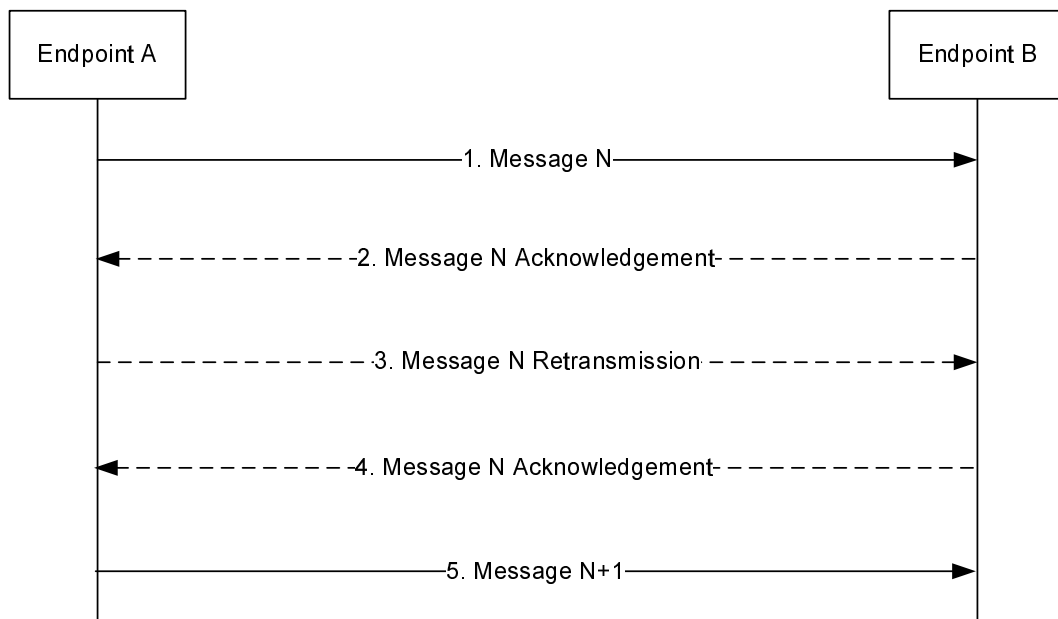 Endpoint A
Endpoint B
1. Message N
2. Message N Acknowledgement
3. Message N Retransmission
4. Message N Acknowledgement
5. Message N+1